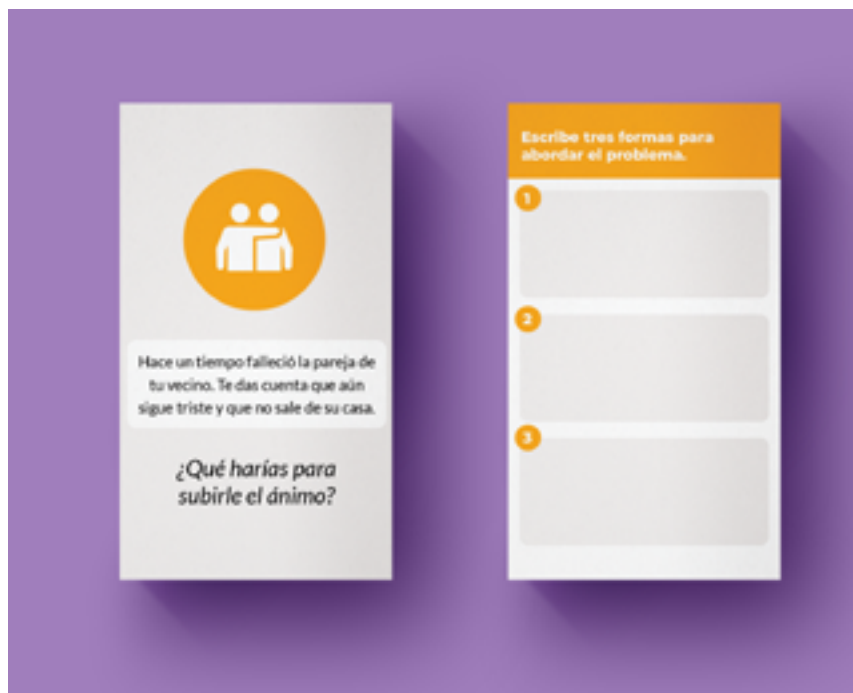 Hace un tiempo falleció la pareja de
tu vecino. Te das cuenta que aún
sigue triste y que no sale de su casa.
¿Qué harías para
subirle el ánimo?
Escribe tres formas para
abordar el problema.
1
2
3